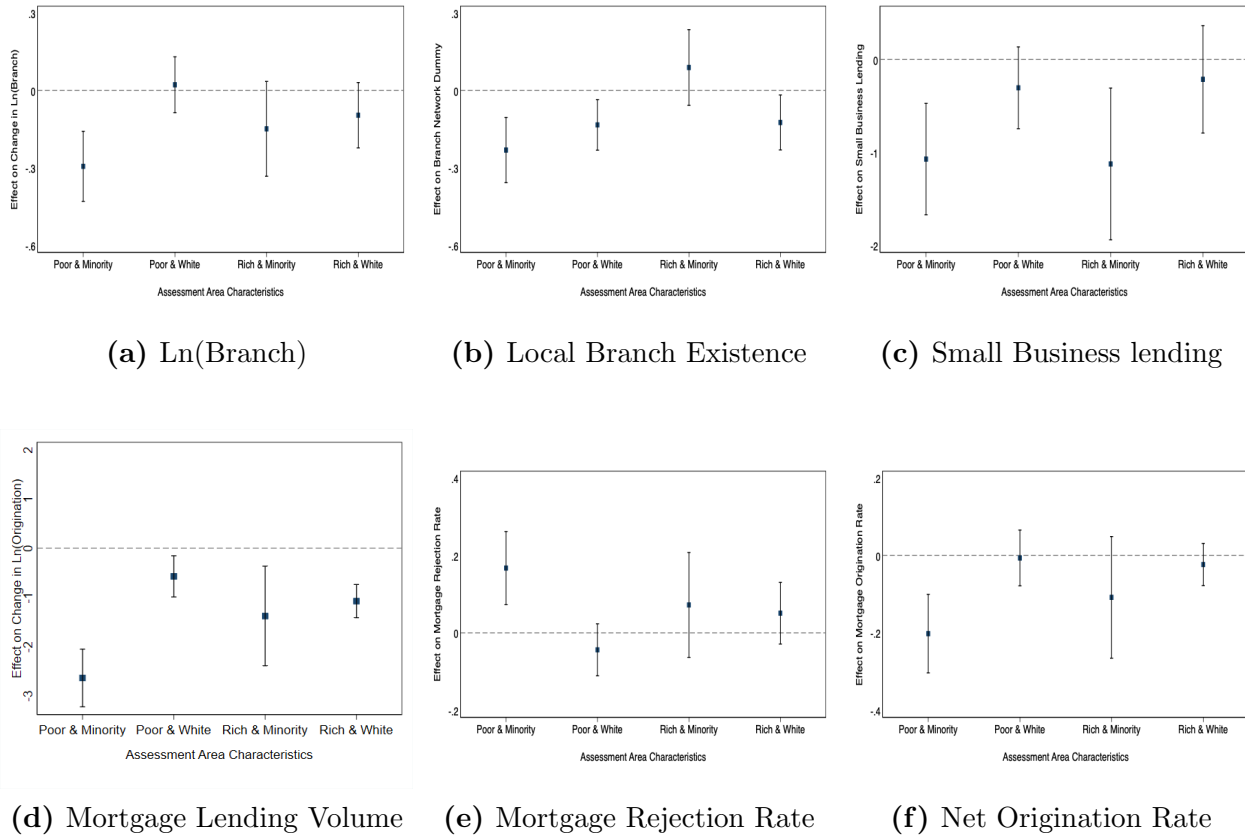 Effect on Change in Ln(Branch)
.3
0
-.3
-.6
Poor & Minority Poor & White Rich & Minority Rich & White
Assessment Area Characteristics
(a) Ln(Branch)
Effect on Branch Network Dummy
.3
0
-.3
-.6
Poor & Minority Poor & White Rich & Minority Rich & White
Assessment Area Characteristics
(b) Local Branch Existence
Effect on Small Business Lending
0
-1
-2
Poor & Minority Poor & White Rich & Minority Rich & White
Assessment Area Characteristics
(c) Small Business lending
Effect on Change in Ln(Origination)
2
1
0
-1
-2
-3
Poor & Minority Poor & White Rich & Minority Rich & White
Assessment Area Characteristics
(d) Mortgage Lending Volume
Effect on Mortgage Rejection Rate
.4
.2
0
-.2
Poor & Minority Poor & White Rich & Minority Rich & White
Assessment Area Characteristics
(e) Mortgage Rejection Rate
Effect on Mortgage Origination Rate
.2
0
-.2
-.4
Poor & Minority Poor & White Rich & Minority Rich & White
Assessment Area Characteristics
(f) Net Origination Rate